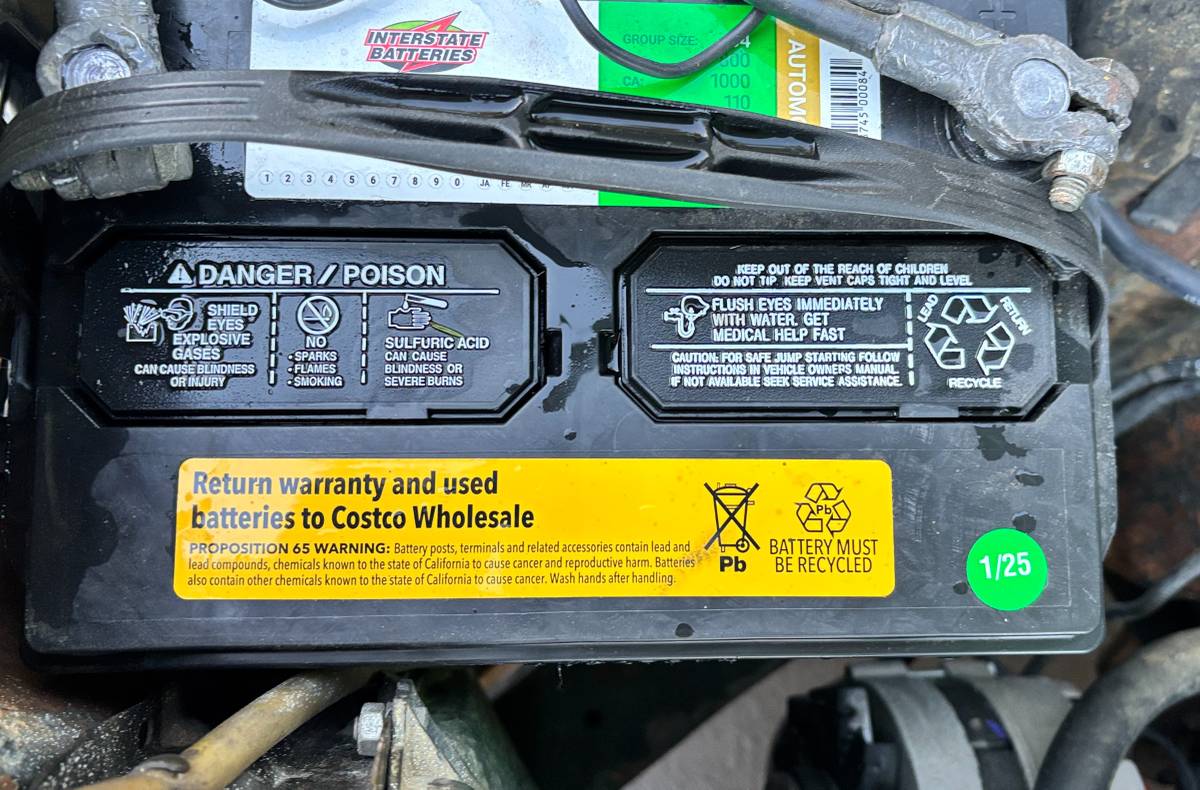 INTERSTATE
BATTERIES
GROUP SIZE:
CA:
1000
110
AUTOM
745 00084
1 2 3 4 5 6 7 8 9 0 JA FE MR
DANGER / POISON
SHIELD
EYES
EXPLOSIVE
GASES
CAN CAUSE BLINDNESS
OR INJURY
NO
•SPARKS
•FLAMES
•SMOKING
SULFURIC ACID
CAN CAUSE
BLINDNESS OR
SEVERE BURNS
KEEP OUT OF THE REACH OF CHILDREN
DO NOT TIP. KEEP VENT CAPS TIGHT AND LEVEL
FLUSH EYES IMMEDIATELY
WITH WATER. GET
MEDICAL HELP FAST
CAUTION: FOR SAFE JUMP STARTING FOLLOW
INSTRUCTIONS IN VEHICLE OWNERS MANUAL
IF NOT AVAILABLE SEEK SERVICE ASSISTANCE.
LEAD
RETURN
RECYCLE
Return warranty and used
batteries to Costco Wholesale
PROPOSITION 65 WARNING: Battery posts, terminals and related accessories contain lead and
lead compounds, chemicals known to the state of California to cause cancer and reproductive harm. Batteries
also contain other chemicals known to the state of California to cause cancer. Wash hands after handling.
Pb
Pb
BATTERY MUST
BE RECYCLED
1/25